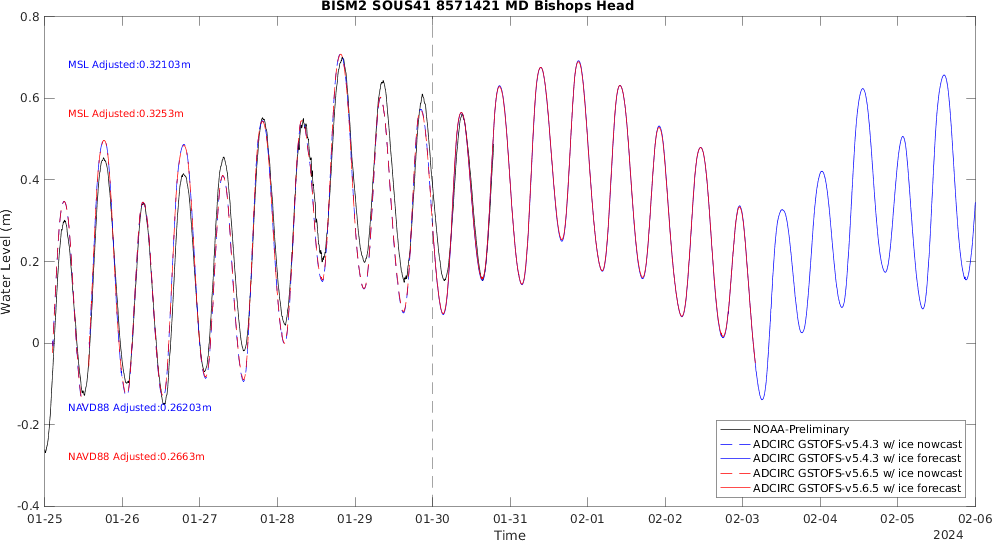 BISM2 SOUS41 8571421 MD Bishops Head
0.8
0.6
0.4
0.2
0
-0.2
-0.4
Water Level (m)
MSL Adjusted:0.32103m
MSL Adjusted:0.3253m
NAVD88 Adjusted:0.26203m
NAVD88 Adjusted:0.2663m
NOAA-Preliminary
ADCIRC GSTOFS-v5.4.3 w/ ice nowcast
ADCIRC GSTOFS-v5.4.3 w/ ice forecast
ADCIRC GSTOFS-v5.6.5 w/ ice nowcast
ADCIRC GSTOFS-v5.6.5 w/ ice forecast
01-25 01-26 01-27 01-28 01-29 01-30 01-31 02-01 02-02 02-03 02-04 02-05 02-06
Time
2024